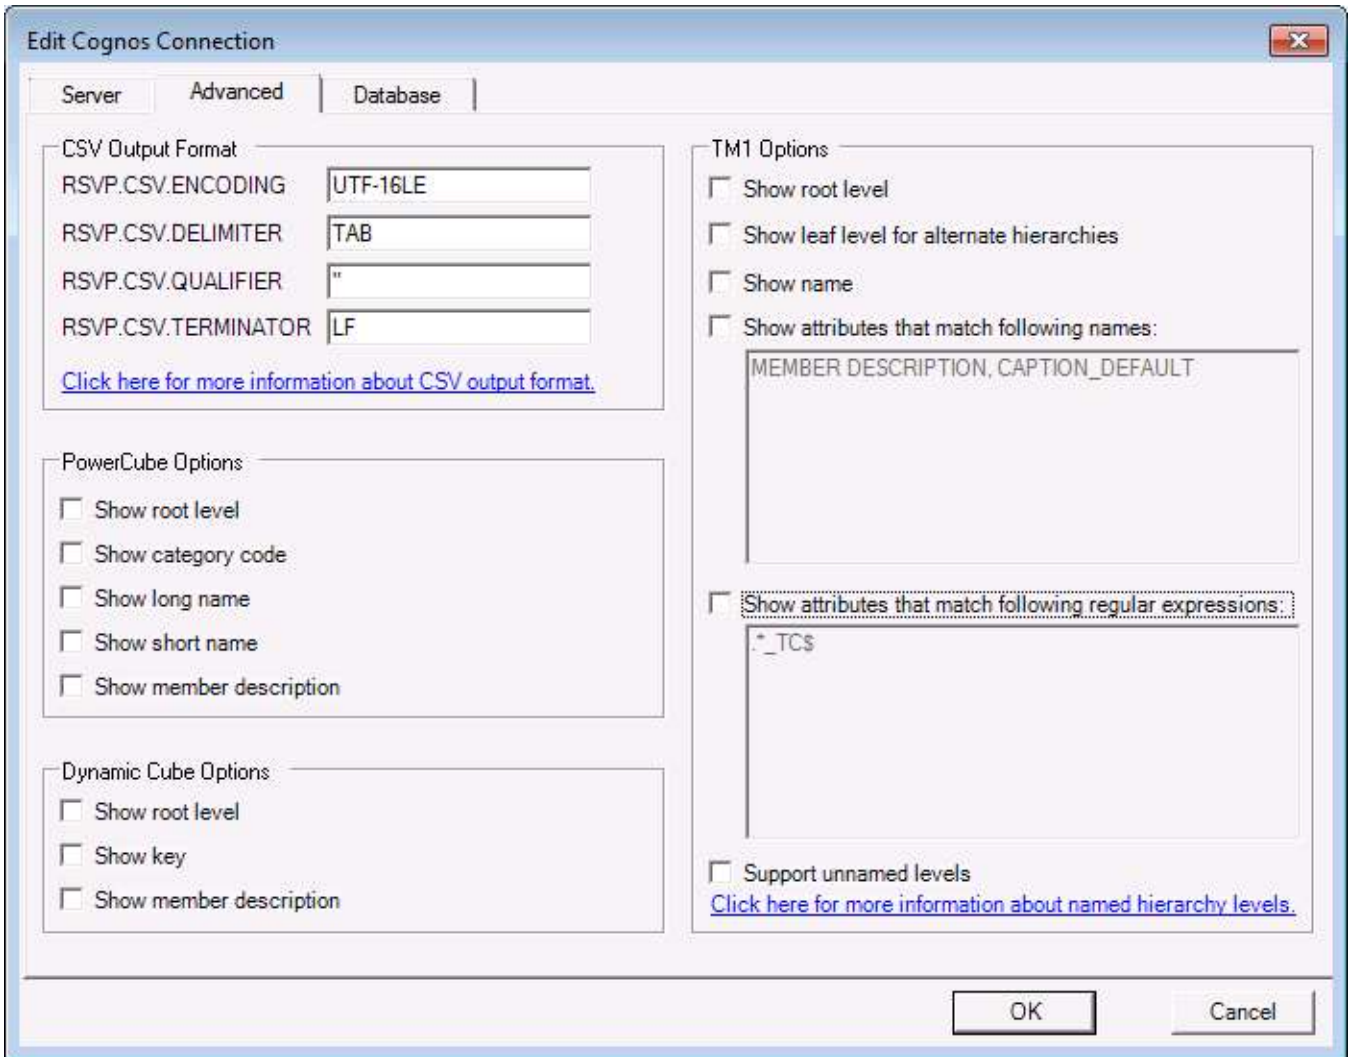 Edit Cognos Connection
Server
Advanced
Database
CSV Output Format
RSVP.CSV.ENCODING
UTF-16LE
RSVP.CSV.DELIMITER
TAB
RSVP.CSV.QUALIFIER
"
RSVP.CSV.TERMINATOR
LF
Click here for more information about CSV output format.
PowerCube Options
Show root level
Show category code
Show long name
Show short name
Show member description
Dynamic Cube Options
Show root level
Show key
Show member description
TM1 Options
Show root level
Show leaf level for alternate hierarchies
Show name
Show attributes that match following names:
MEMBER DESCRIPTION, CAPTION_DEFAULT
Show attributes that match following regular expressions:
.*_TC$
Support unnamed levels
Click here for more information about named hierarchy levels.
OK
Cancel